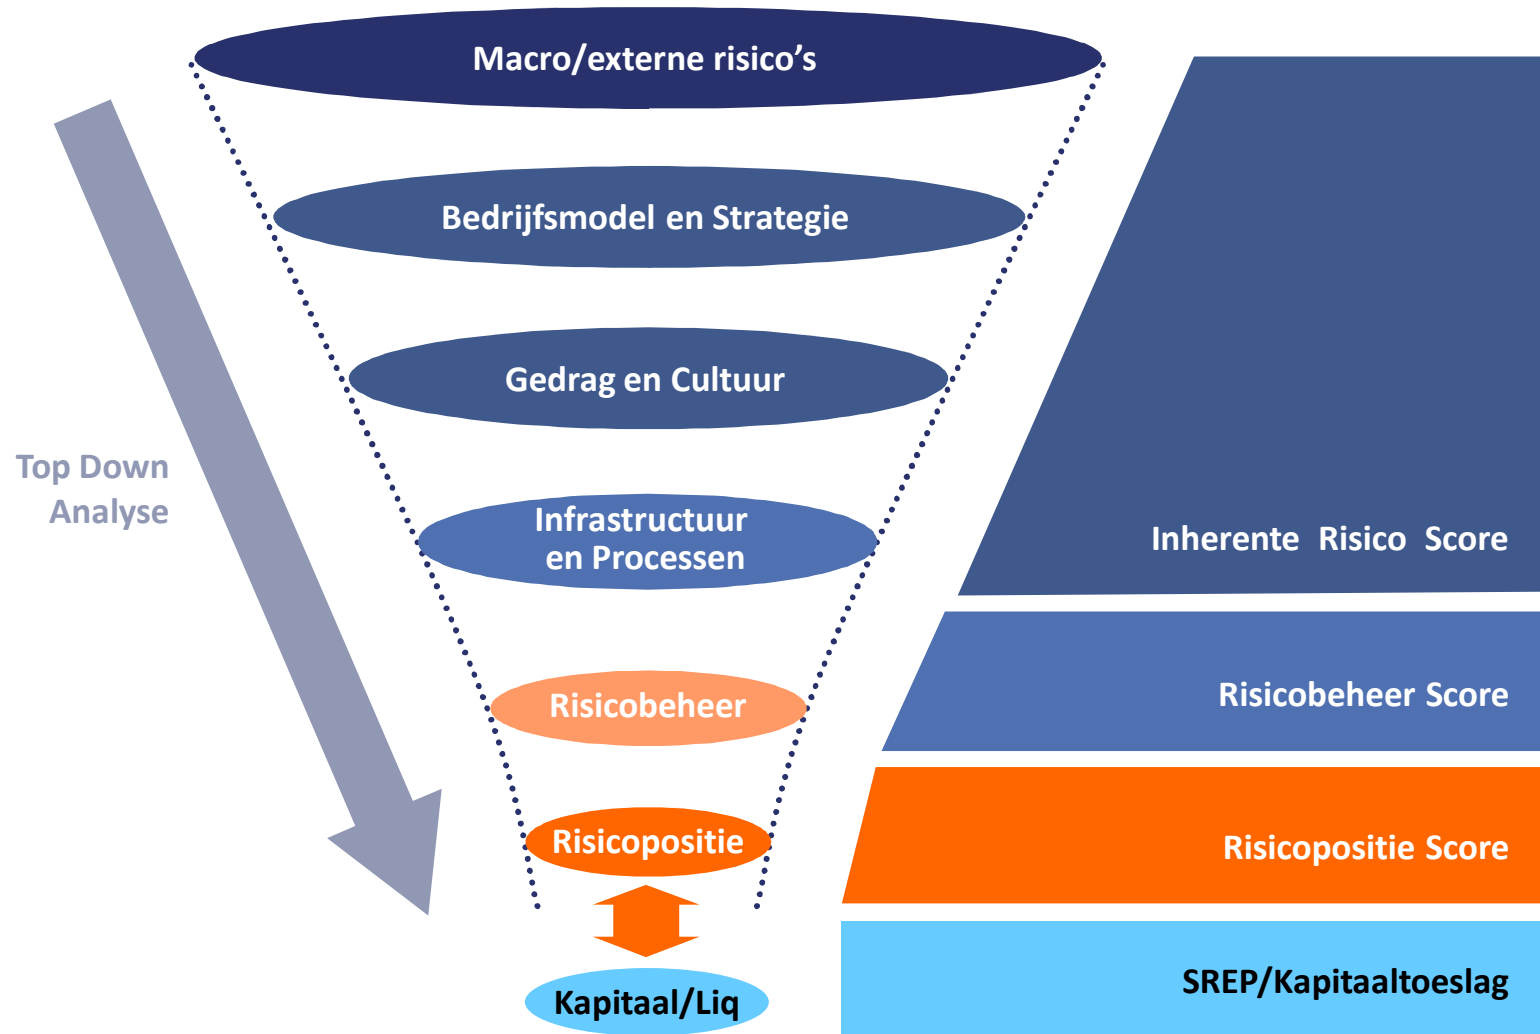 Macro/externe risico’s
Bedrijfsmodel en Strategie
Gedrag en Cultuur
Top Down
Analyse
Infrastructuur
en Processen
Inherente Risico Score
Risicobeheer
Risicobeheer Score
Risicopositie
Risicopositie Score
Kapitaal/Liq
SREP/Kapitaaltoeslag